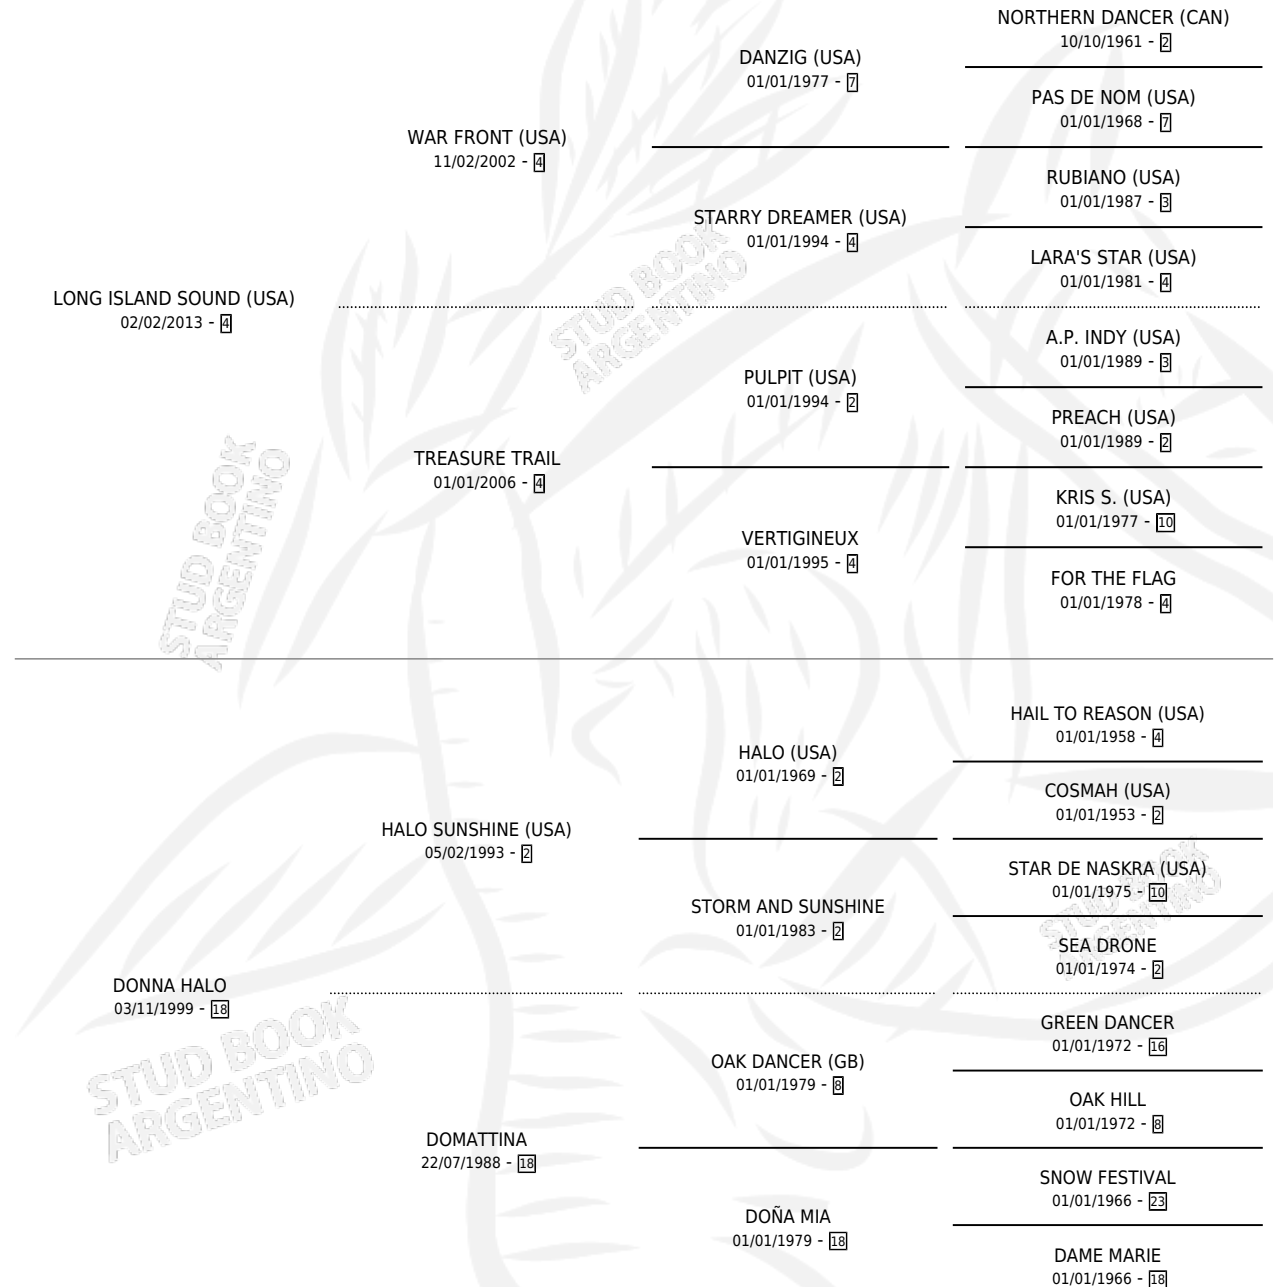 NORTHERN DANCER (CAN)
10/10/1961 - 2
DANZIG (USA)
01/01/1977 - 7
PAS DE NOM (USA)
01/01/1968 - 7
WAR FRONT (USA)
11/02/2002 - 4
RUBIANO (USA)
01/01/1987 - 3
STARRY DREAMER (USA)
01/01/1994 - 4
LARA'S STAR (USA)
01/01/1981 - 4
LONG ISLAND SOUND (USA)
02/02/2013 - 4
STUD BOOK
ARGENTINO
A.P. INDY (USA)
01/01/1989 - 3
PULPIT (USA)
01/01/1994 - 2
PREACH (USA)
01/01/1989 - 2
TREASURE TRAIL
01/01/2006 - 4
KRIS S. (USA)
01/01/1977 - 10
VERTIGINEUX
01/01/1995 - 4
FOR THE FLAG
01/01/1978 - 4
STUD BOOK
ARGENTINO
HAIL TO REASON (USA)
01/01/1958 - 4
HALO (USA)
01/01/1969 - 2
COSMAH (USA)
01/01/1953 - 2
HALO SUNSHINE (USA)
05/02/1993 - 2
STAR DE NASKRA (USA)
01/01/1975 - 10
STORM AND SUNSHINE
01/01/1983 - 2
STUD BOOK
ARGENTINO
SEA DRONE
01/01/1974 - 2
DONNA HALO
03/11/1999 - 18
GREEN DANCER
01/01/1972 - 16
OAK DANCER (GB)
01/01/1979 - 8
STUD BOOK
ARGENTINO
OAK HILL
01/01/1972 - 8
DOMATTINA
22/07/1988 - 18
SNOW FESTIVAL
01/01/1966 - 23
DOÑA MIA
01/01/1979 - 18
DAME MARIE
01/01/1966 - 18